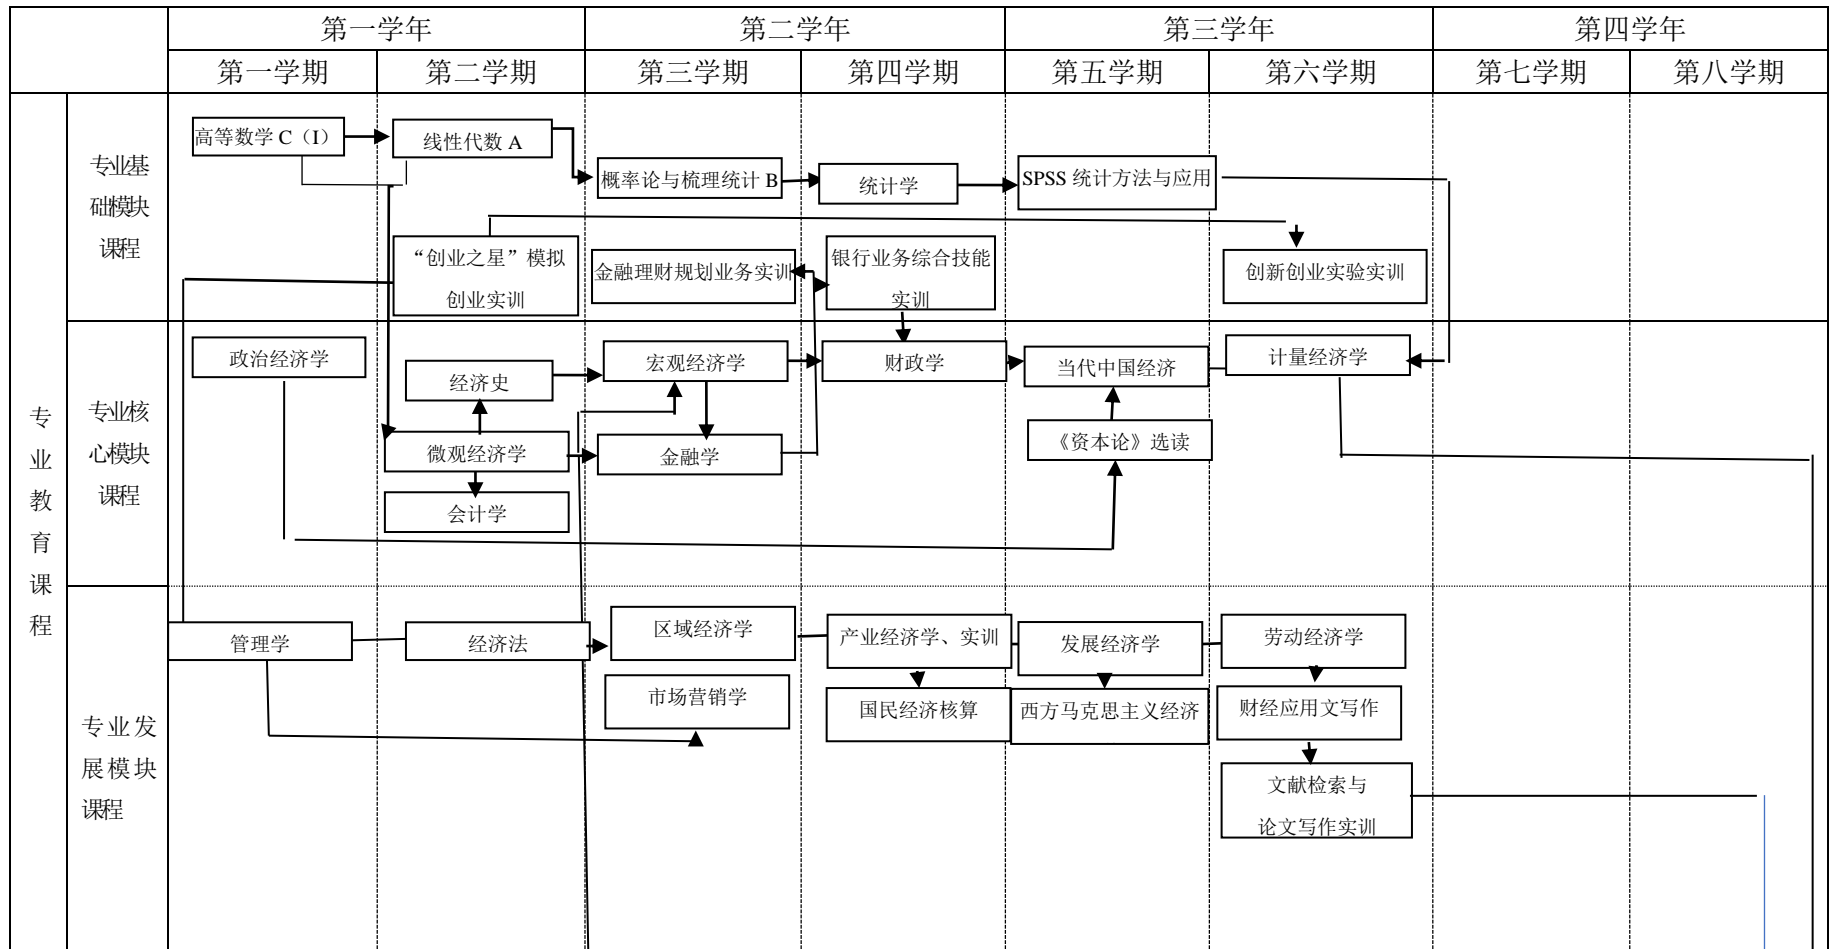 第一学年
第二学年
第三学年
第四学年
第一学期
第二学期
第三学期
第四学期
第五学期
第六学期
第七学期
第八学期
专业教育课程
专业基
础模块
课程
高等数学 C（I）
线性代数 A
概率论与梳理统计 B
统计学
SPSS 统计方法与应用
“创业之星”模拟
创业实训
金融理财规划业务实训
银行业务综合技能
实训
创新创业实验实训
专业核
心模块
课程
政治经济学
经济史
宏观经济学
财政学
当代中国经济
计量经济学
微观经济学
金融学
《资本论》选读
会计学
专业发
展模块
课程
管理学
经济法
区域经济学
产业经济学、实训
发展经济学
劳动经济学
市场营销学
国民经济核算
西方马克思主义经济
财经应用文写作
文献检索与
论文写作实训